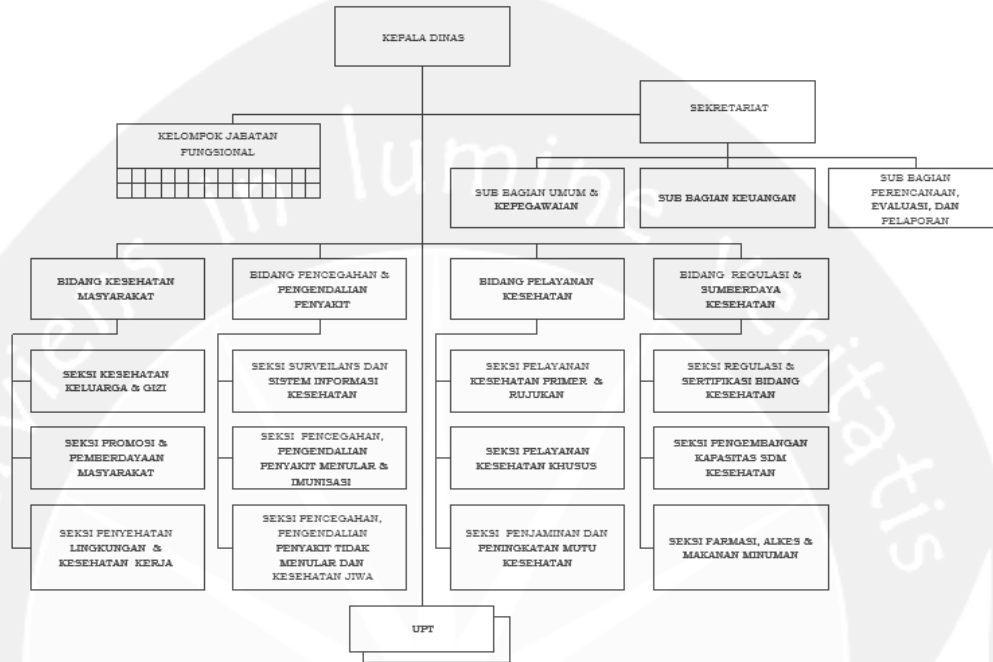 KEPALA DINAS
SEKRETARIAT
KELOMPOK JABATAN
FUNGSIONAL
SUB BAGIAN UMUM &
KEPEGAWAIAN
SUB BAGIAN KEUANGAN
SUB BAGIAN
PERENCANAAN,
EVALUASI, DAN
PELAPORAN
BIDANG KESEHATAN
MASYARAKAT
BIDANG PENCEGAHAN &
PENGENDALIAN
PENYAKIT
BIDANG PELAYANAN
KESEHATAN
BIDANG REGULASI &
SUMBERDAYA
KESEHATAN
SEKSI KESEHATAN
KELUARGA & GIZI
SEKSI SURVEILANS DAN
SISTEM INFORMASI
KESEHATAN
SEKSI PELAYANAN
KESEHATAN PRIMER &
RUJUKAN
SEKSI REGULASI &
SERTIFIKASI BIDANG
KESEHATAN
SEKSI PROMOSI &
PEMBERDAYAAN
MASYARAKAT
SEKSI PENCEGAHAN,
PENGENDALIAN
PENYAKIT MENULAR &
IMUNISASI
SEKSI PELAYANAN
KESEHATAN KHUSUS
SEKSI PENGEMBANGAN
KAPASITAS SDM
KESEHATAN
SEKSI PENYEHATAN
LINGKUNGAN &
KESEHATAN KERJA
SEKSI PENCEGAHAN,
PENGENDALIAN
PENYAKIT TIDAK
MENULAR DAN
KESEHATAN JIWA
SEKSI PENJAMINAN DAN
PENINGKATAN MUTU
KESEHATAN
SEKSI FARMASI, ALKES &
MAKANAN MINUMAN
UPT
in lumine veritatis